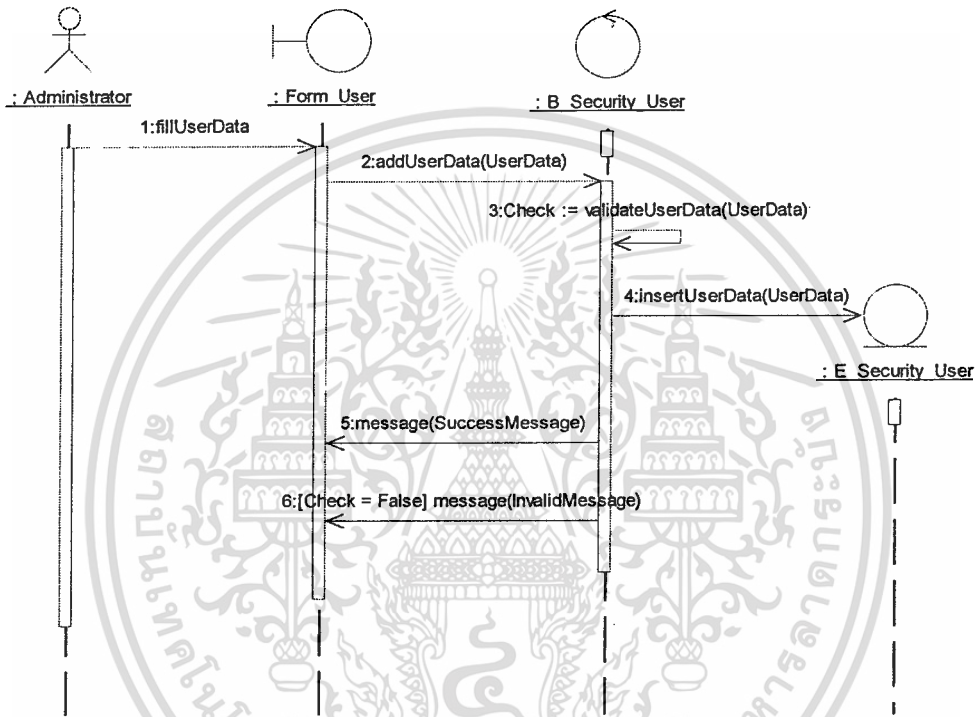 : Administrator
: Form User
: B Security User
1:fillUserData
2:addUserData(UserData)
3:Check := validateUserData(UserData)
4:insertUserData(UserData)
: E Security User
5:message(SuccessMessage)
6:[Check = False] message(InvalidMessage)